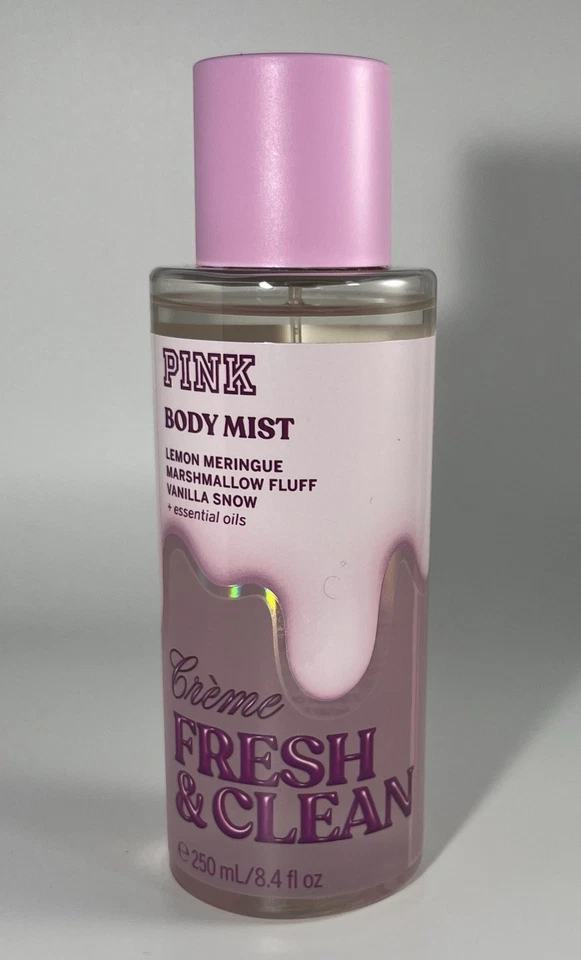 PINK
BODY MIST
LEMON MERINGUE
MARSHMALLOW FLUFF
VANILLA SNOW
+ essential oils
Crème
FRESH
& CLEAN
℮ 250 mL/8.4 fl oz